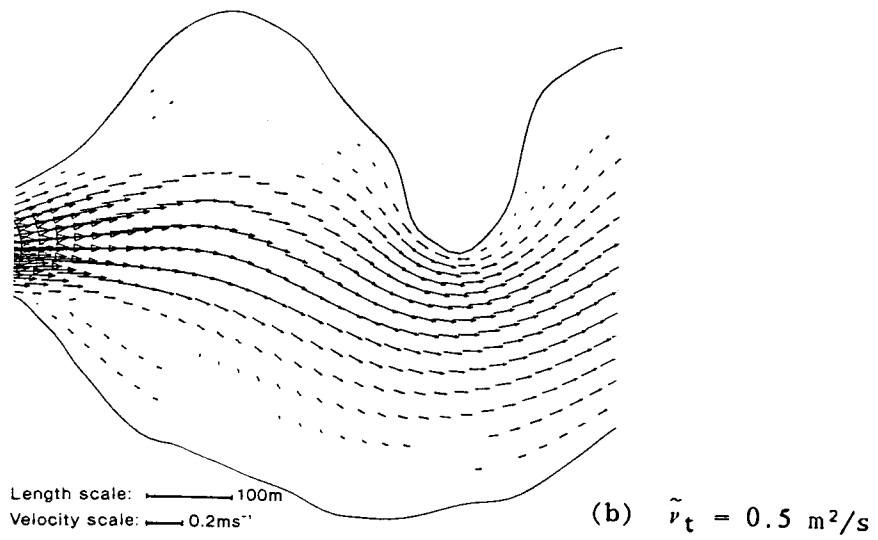 Length scale: 100m
Velocity scale: 0.2ms⁻¹
(b) ν̃t = 0.5 m²/s